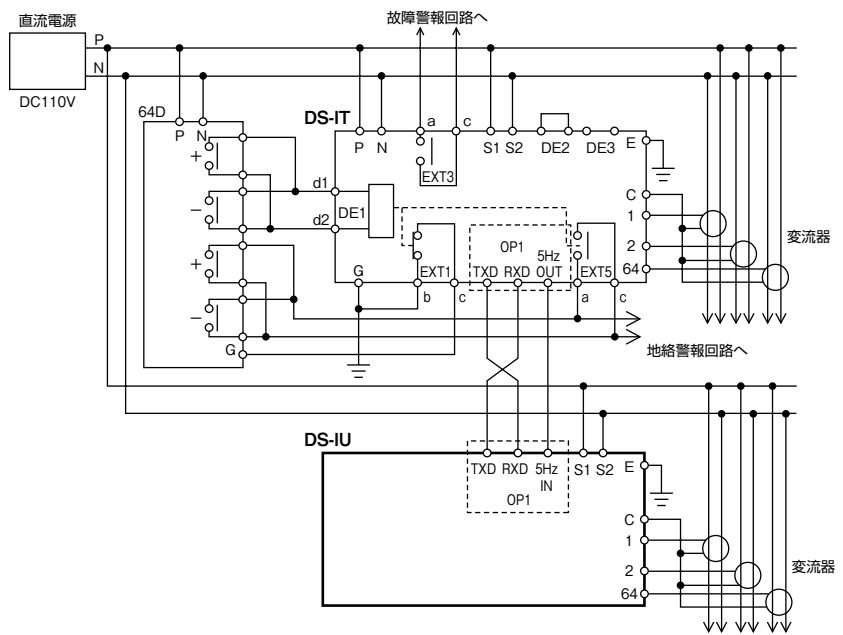 直流電源
故障警報回路へ
P
N
DC110V
64D
P N
DS-IT
P N
a c
S1 S2
DE2
DE3
E
EXT3
+
−
+
−
G
d1
d2
DE1
G
EXT1
b c
OP1
TXD RXD
5Hz
OUT
EXT5
a c
C
1
2
64
変流器
地絡警報回路へ
DS-IU
TXD RXD 5Hz
IN
OP1
S1 S2
E
C
1
2
64
変流器